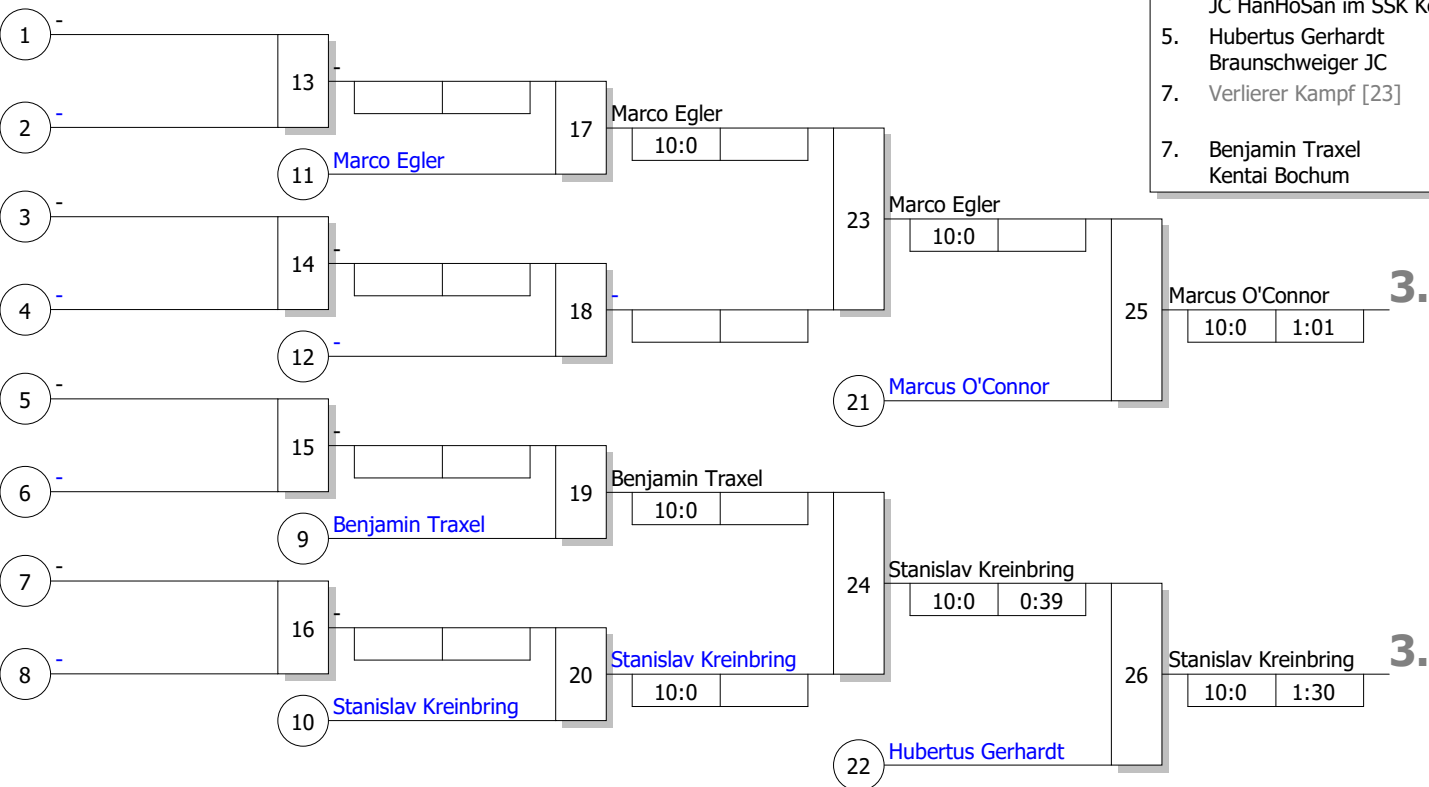 JC HanHoSan im SSK
5. Hubertus Gerhardt
Braunschweiger JC
7. Verlierer Kampf [23]
7. Benjamin Traxel
Kentai Bochum
1 -
13 -
2 -
17 Marco Egler
10:0
11 Marco Egler
3 -
23 Marco Egler
10:0
14 -
4 -
18 -
12 -
25 Marcus O'Connor 3.
10:0 1:01
5 -
21 Marcus O'Connor
15 -
6 -
19 Benjamin Traxel
10:0
9 Benjamin Traxel
7 -
24 Stanislav Kreinbring
10:0 0:39
16 -
8 -
20 Stanislav Kreinbring
10:0
26 Stanislav Kreinbring 3.
10:0 1:30
10 Stanislav Kreinbring
22 Hubertus Gerhardt